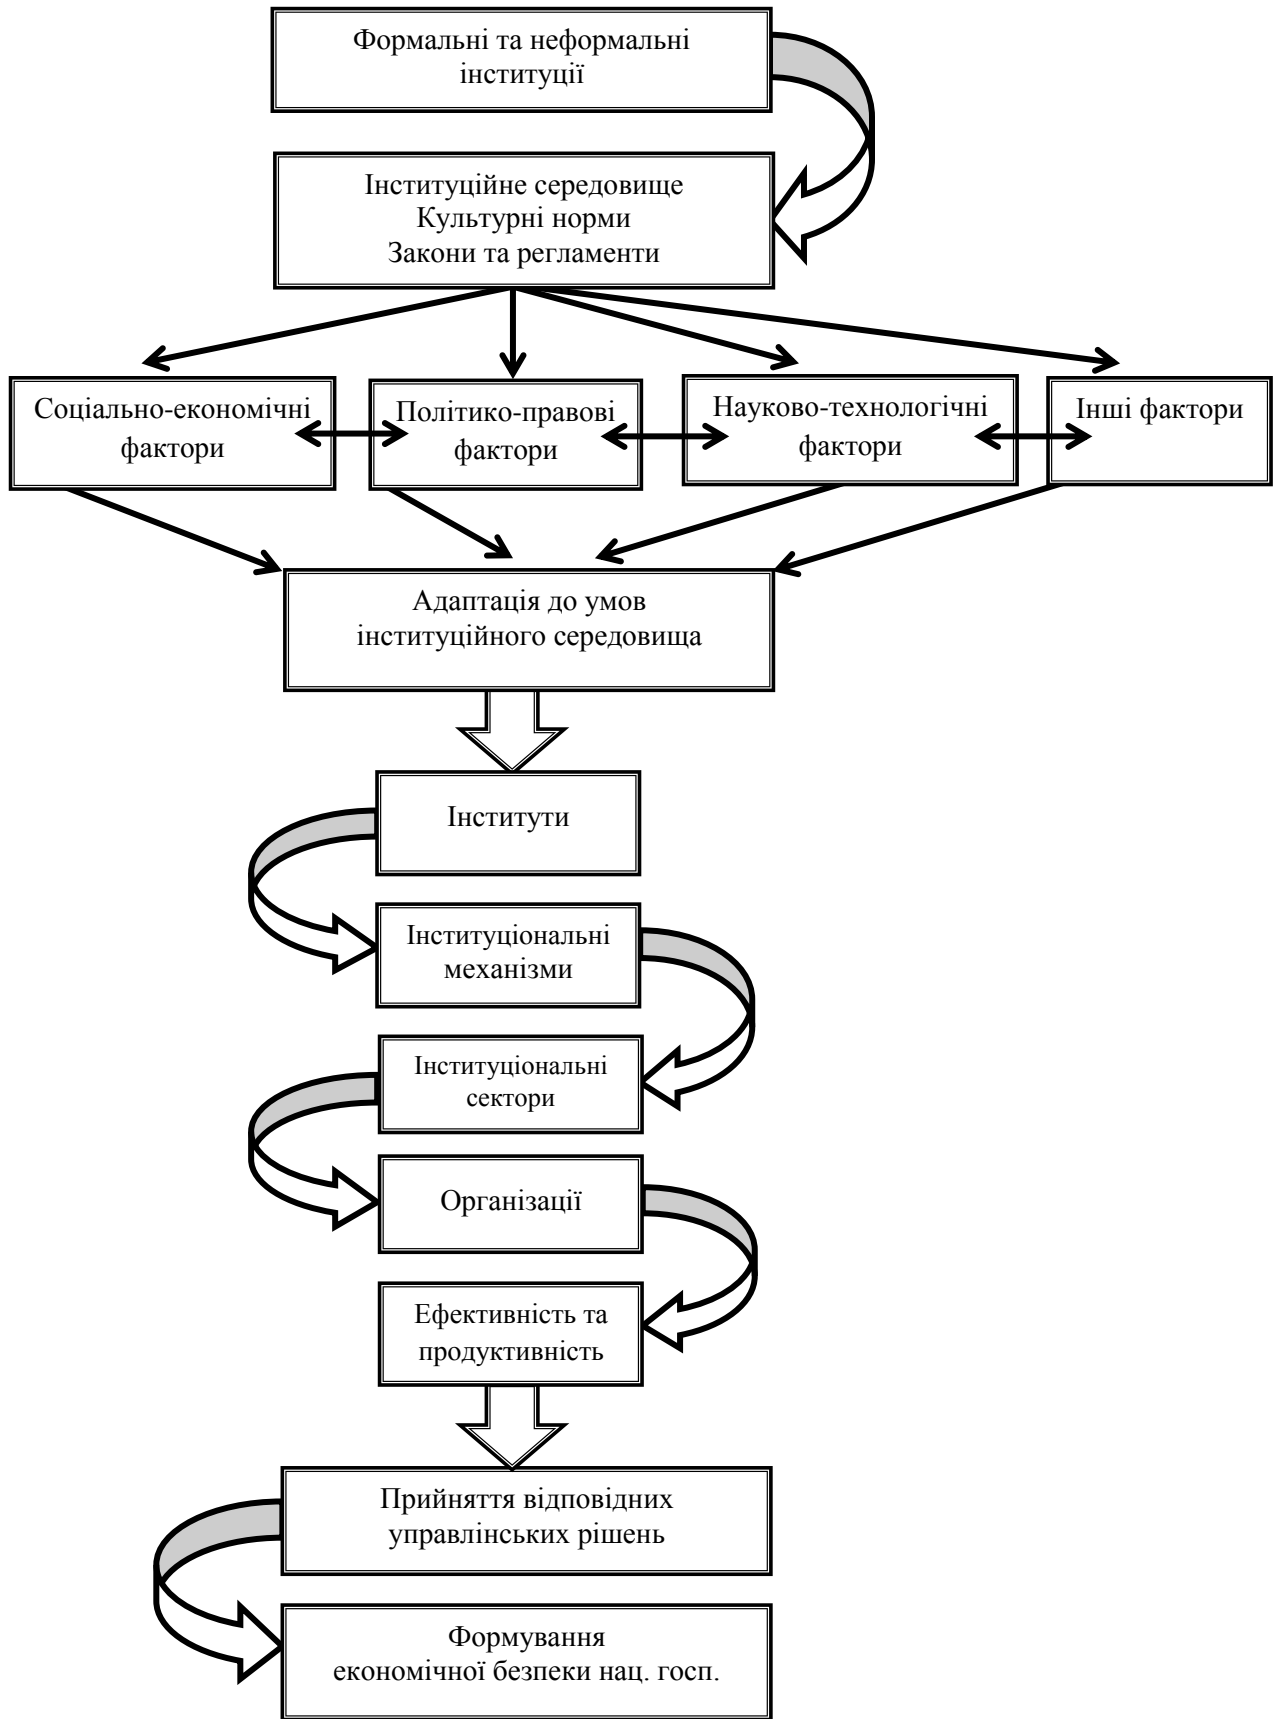 Формальні та неформальні
інституції
Інституційне середовище
Культурні норми
Закони та регламенти
Соціально-економічні
фактори
Політико-правові
фактори
Науково-технологічні
фактори
Інші фактори
Адаптація до умов
інституційного середовища
Інститути
Інституціональні
механізми
Інституціональні
сектори
Організації
Ефективність та
продуктивність
Прийняття відповідних
управлінських рішень
Формування
економічної безпеки нац. госп.